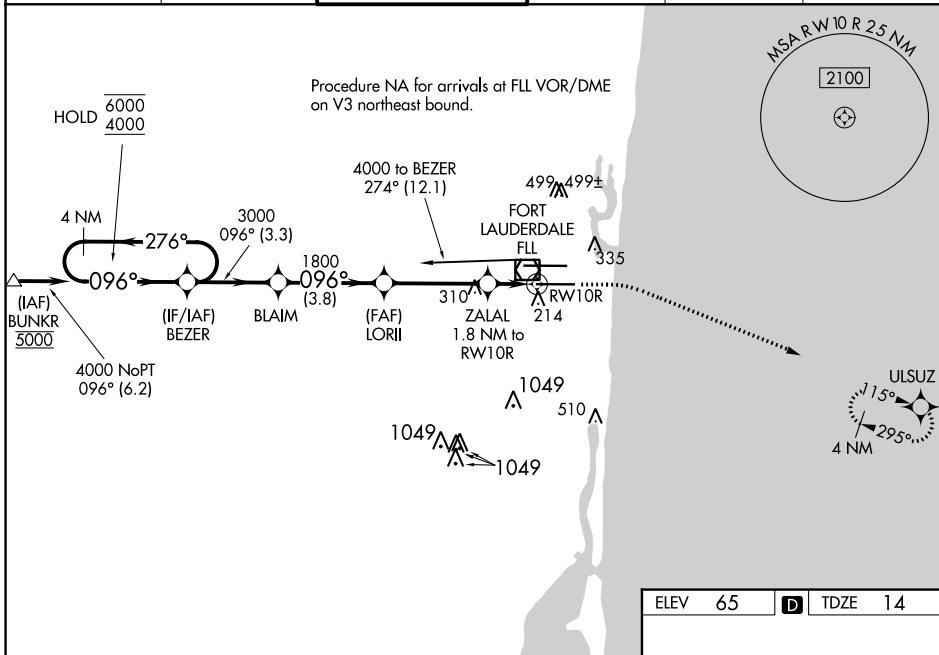 MSA RW 10 R 25 NM
2100
Procedure NA for arrivals at FLL VOR/DME
on V3 northeast bound.
HOLD
6000
4000
4000 to BEZER
274° (12.1)
499
499±
4 NM
3000
096° (3.3)
FORT
LAUDERDALE
FLL
276°
335
1800
096°
096°
(3.8)
310
RW10R
214
(IAF)
BUNKR
5000
(IF/IAF)
BEZER
BLAIM
(FAF)
LORII
ZALAL
1.8 NM to
RW10R
4000 NoPT
096° (6.2)
ULSUZ
115°
295°
4 NM
1049
510
1049
1049
ELEV 65 D TDZE 14